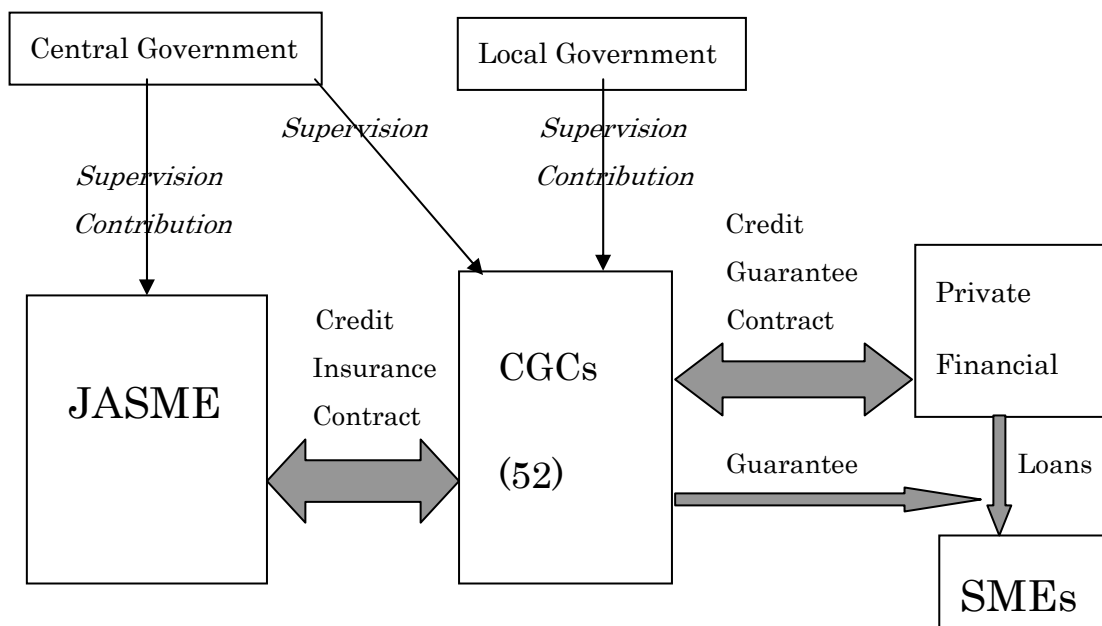 Central Government
Local Government
Supervision
Supervision
Contribution
Supervision
Contribution
Credit
Guarantee
Contract
Private
Financial
Credit
Insurance
Contract
JASME
CGCs
(52)
Guarantee
Loans
SMEs